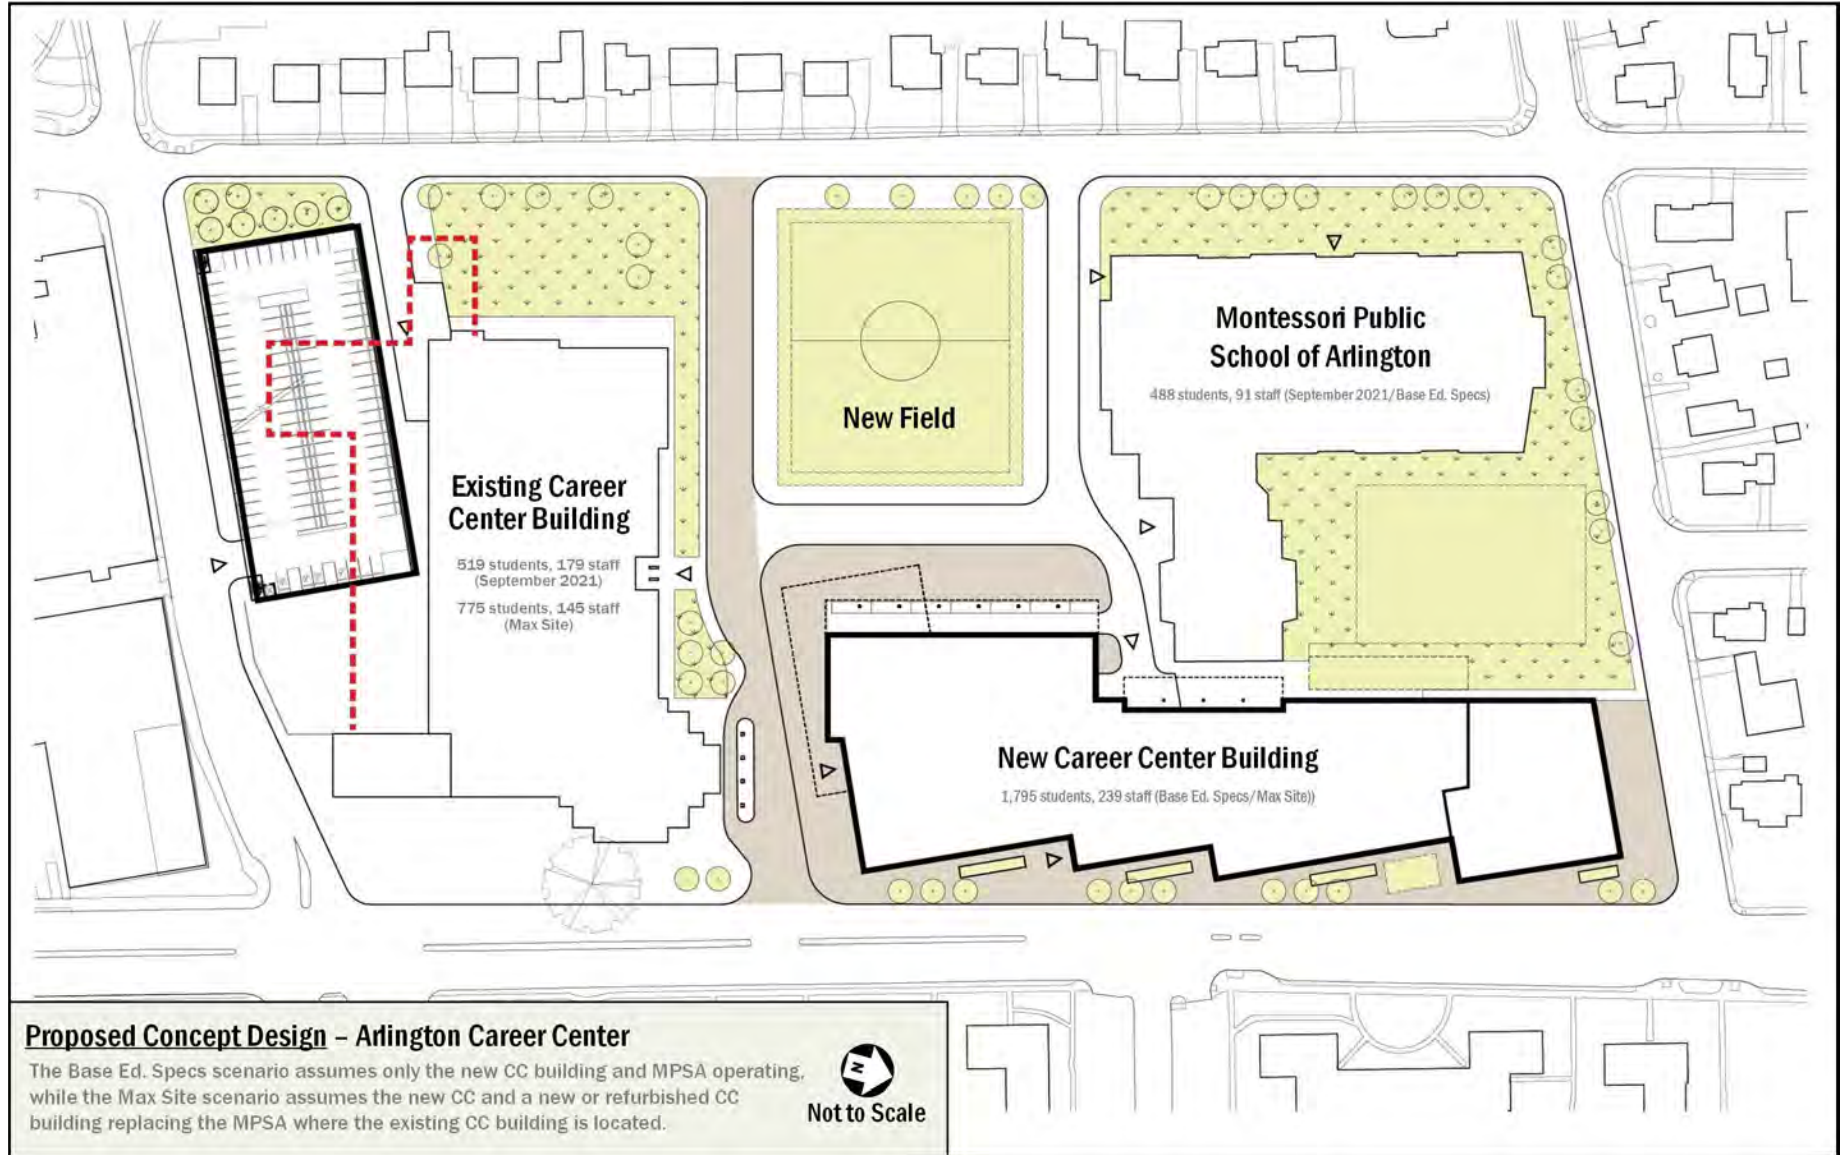 Montessori Public
School of Arlington
488 students, 91 staff (September 2021/Base Ed. Specs)
New Field
Existing Career
Center Building
519 students, 179 staff
(September 2021)
775 students, 145 staff
(Max Site)
New Career Center Building
1,795 students, 239 staff (Base Ed. Specs/Max Site))
Proposed Concept Design – Arlington Career Center
The Base Ed. Specs scenario assumes only the new CC building and MPSA operating,
while the Max Site scenario assumes the new CC and a new or refurbished CC
building replacing the MPSA where the existing CC building is located.
N
Not to Scale